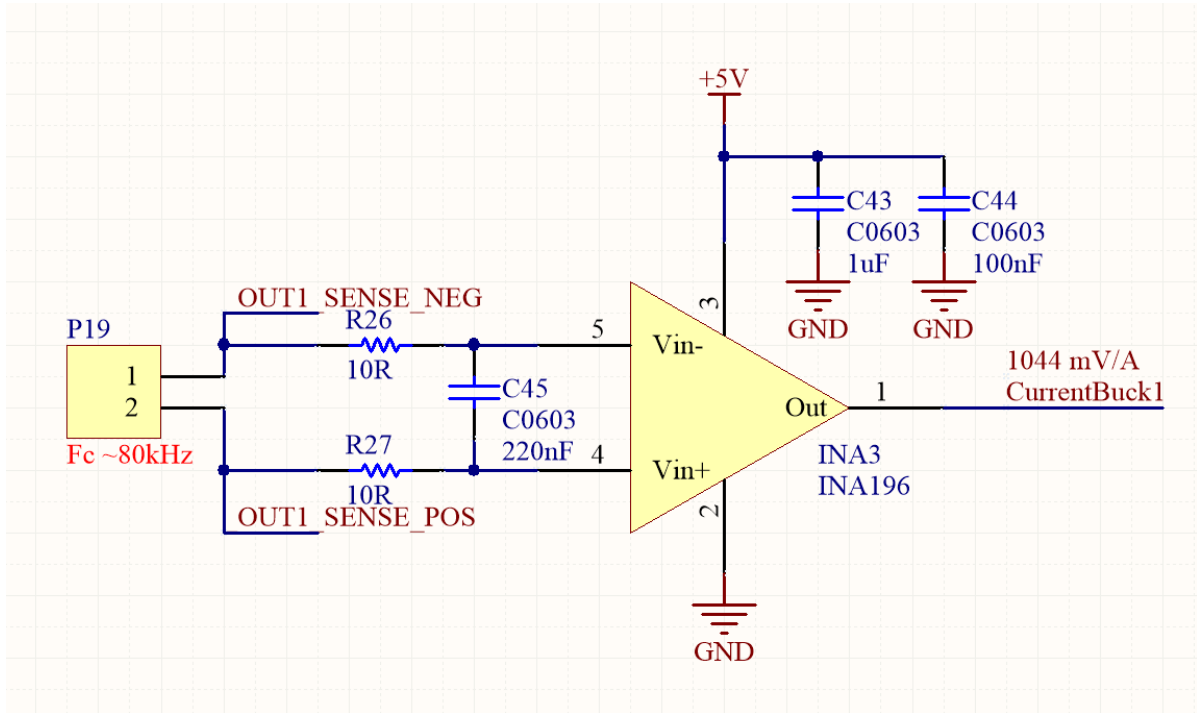 +5V
C43
C0603
1uF
C44
C0603
100nF
GND
GND
3
OUT1_SENSE_NEG
P19
R26
10R
5
Vin-
1
2
C45
C0603
220nF
Out
1
1044 mV/A
CurrentBuck1
Fc ~80kHz
R27
10R
4
Vin+
INA3
INA196
OUT1_SENSE_POS
2
GND